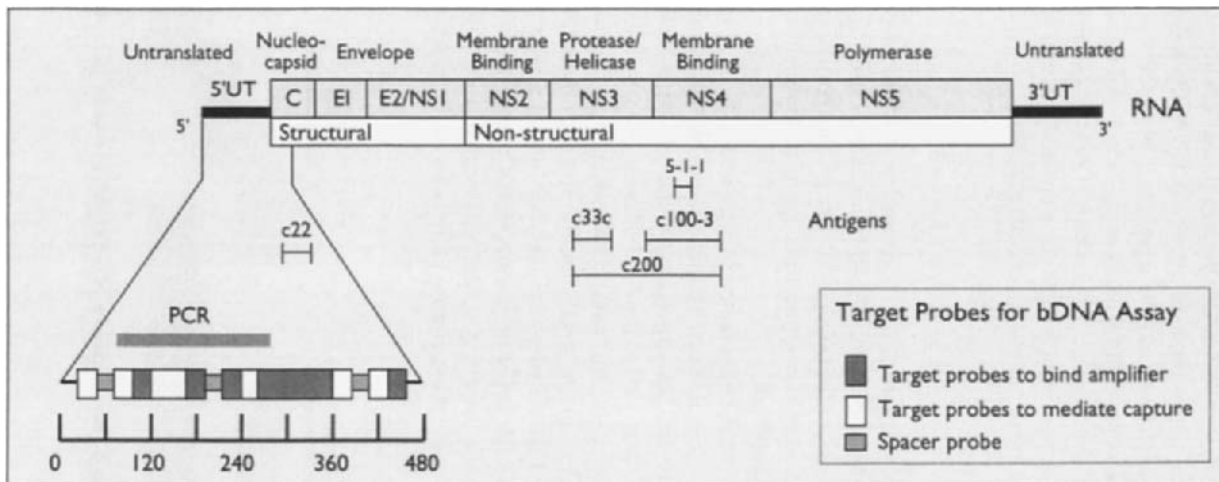 Untranslated
Nucleo-
capsid
Envelope
Membrane
Binding
Protease/
Helicase
Membrane
Binding
Polymerase
Untranslated
5'UT
C
E1
E2/NS1
NS2
NS3
NS4
NS5
3'UT
RNA
5'
3'
Structural
Non-structural
5-1-1
c33c
c100-3
Antigens
c22
c200
PCR
Target Probes for bDNA Assay
Target probes to bind amplifier
Target probes to mediate capture
Spacer probe
0 120 240 360 480